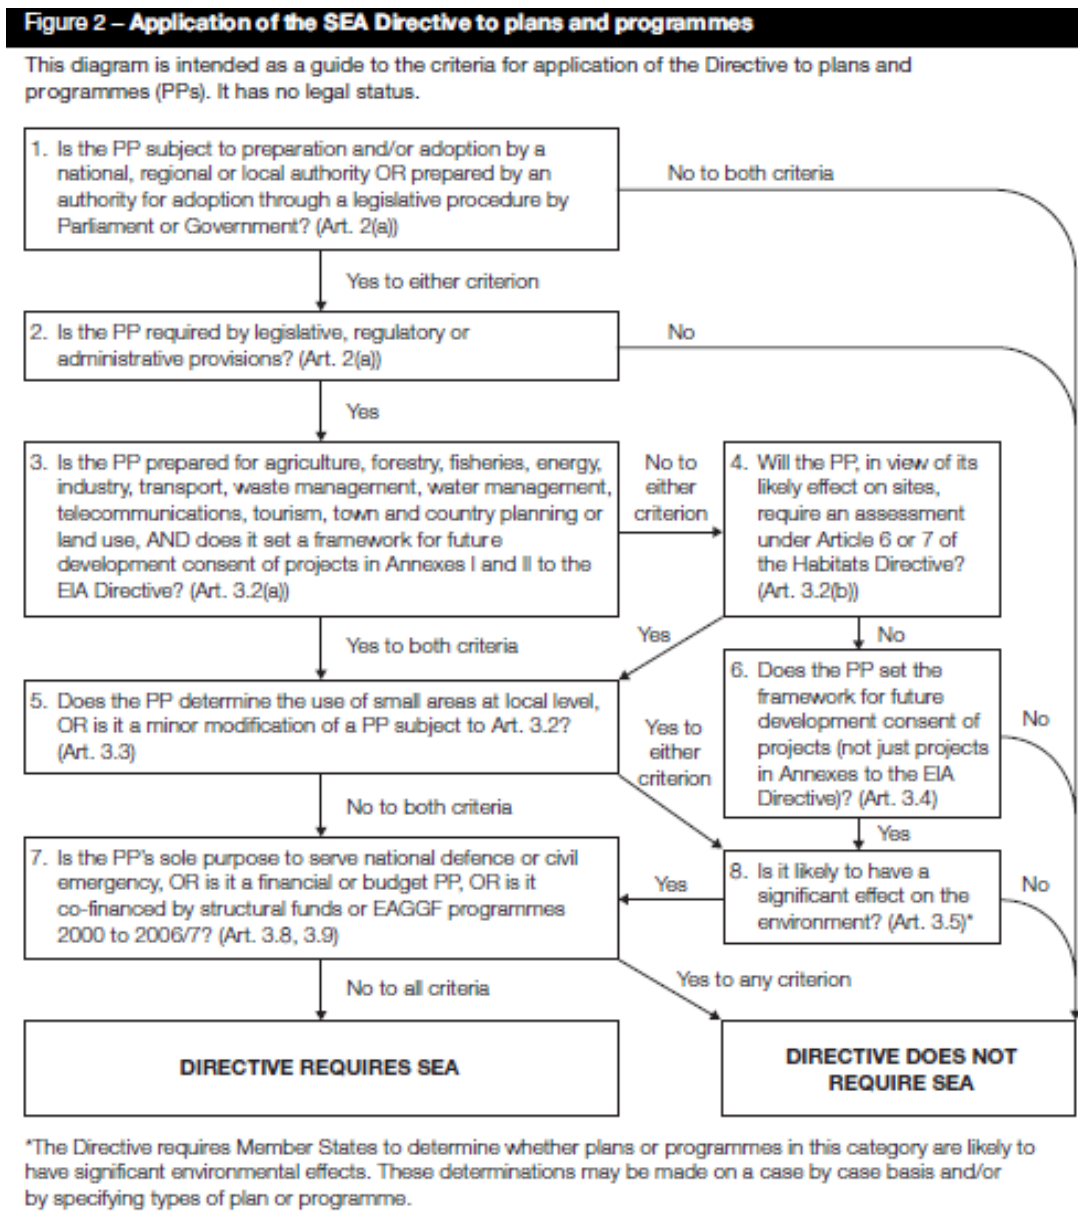 Figure 2 – Application of the SEA Directive to plans and programmes
This diagram is intended as a guide to the criteria for application of the Directive to plans and
programmes (PPs). It has no legal status.
1. Is the PP subject to preparation and/or adoption by a
national, regional or local authority OR prepared by an
authority for adoption through a legislative procedure by
Parliament or Government? (Art. 2(a))
No to both criteria
Yes to either criterion
2. Is the PP required by legislative, regulatory or
administrative provisions? (Art. 2(a))
No
Yes
3. Is the PP prepared for agriculture, forestry, fisheries, energy,
industry, transport, waste management, water management,
telecommunications, tourism, town and country planning or
land use, AND does it set a framework for future
development consent of projects in Annexes I and II to the
EIA Directive? (Art. 3.2(a))
No to
either
criterion
4. Will the PP, in view of its
likely effect on sites,
require an assessment
under Article 6 or 7 of
the Habitats Directive?
(Art. 3.2(b))
Yes to both criteria
Yes
No
5. Does the PP determine the use of small areas at local level,
OR is it a minor modification of a PP subject to Art. 3.2?
(Art. 3.3)
Yes to
either
criterion
6. Does the PP set the
framework for future
development consent of
projects (not just projects
in Annexes to the EIA
Directive)? (Art. 3.4)
No
No to both criteria
Yes
7. Is the PP's sole purpose to serve national defence or civil
emergency, OR is it a financial or budget PP, OR is it
co-financed by structural funds or EAGGF programmes
2000 to 2006/7? (Art. 3.8, 3.9)
Yes
8. Is it likely to have a
significant effect on the
environment? (Art. 3.5)*
No
No to all criteria
Yes to any criterion
DIRECTIVE REQUIRES SEA
DIRECTIVE DOES NOT
REQUIRE SEA
*The Directive requires Member States to determine whether plans or programmes in this category are likely to
have significant environmental effects. These determinations may be made on a case by case basis and/or
by specifying types of plan or programme.